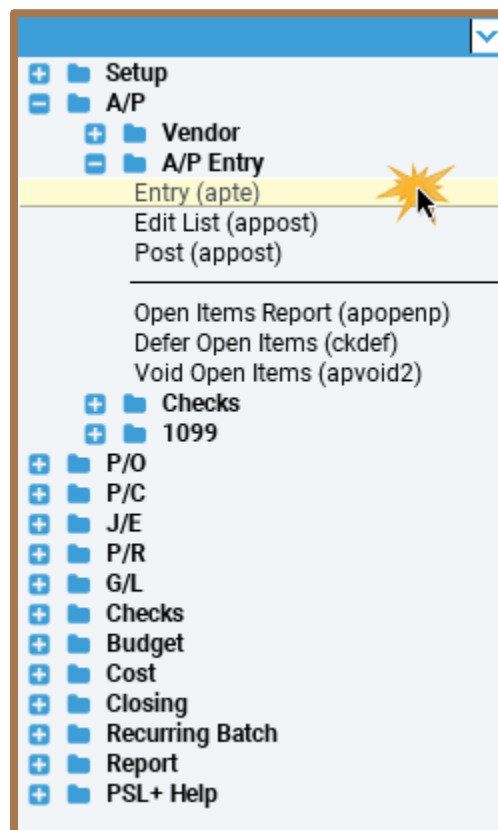 Setup
A/P
Vendor
A/P Entry
Entry (apte)
Edit List (appost)
Post (appost)
Open Items Report (apopenp)
Defer Open Items (ckdef)
Void Open Items (apvoid2)
Checks
1099
P/O
P/C
J/E
P/R
G/L
Checks
Budget
Cost
Closing
Recurring Batch
Report
PSL+ Help